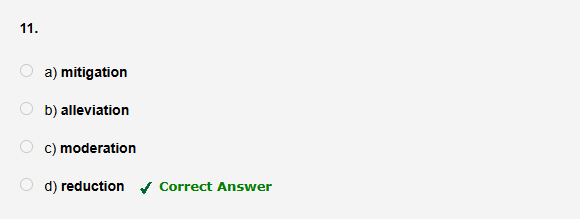 11.
a) mitigation
b) alleviation
c) moderation
d) reduction ✔ Correct Answer